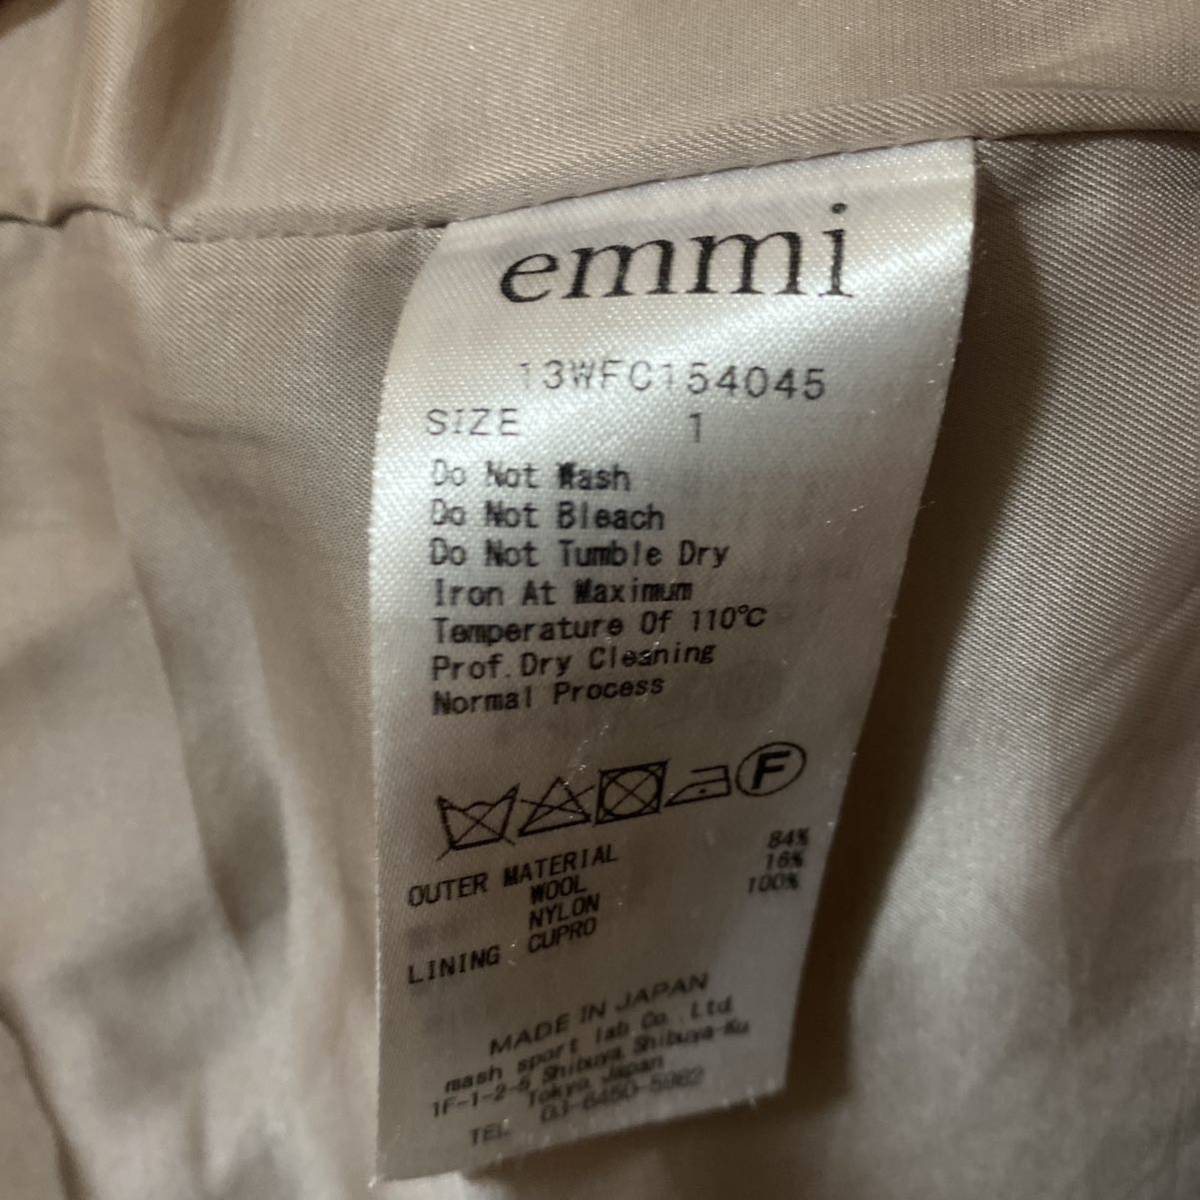 emmi
13WFC154045
SIZE 1
Do Not Wash
Do Not Bleach
Do Not Tumble Dry
Iron At Maximum
Temperature Of 110℃
Prof.Dry Cleaning
Normal Process
F
OUTER MATERIAL
WOOL 84%
NYLON 16%
LINING CUPRO 100%
MADE IN JAPAN
mash sport lab Co.,Ltd.
1F-1-2-5,Shibuya,Shibuya-Ku
Tokyo,Japan
TEL 03-6450-5982